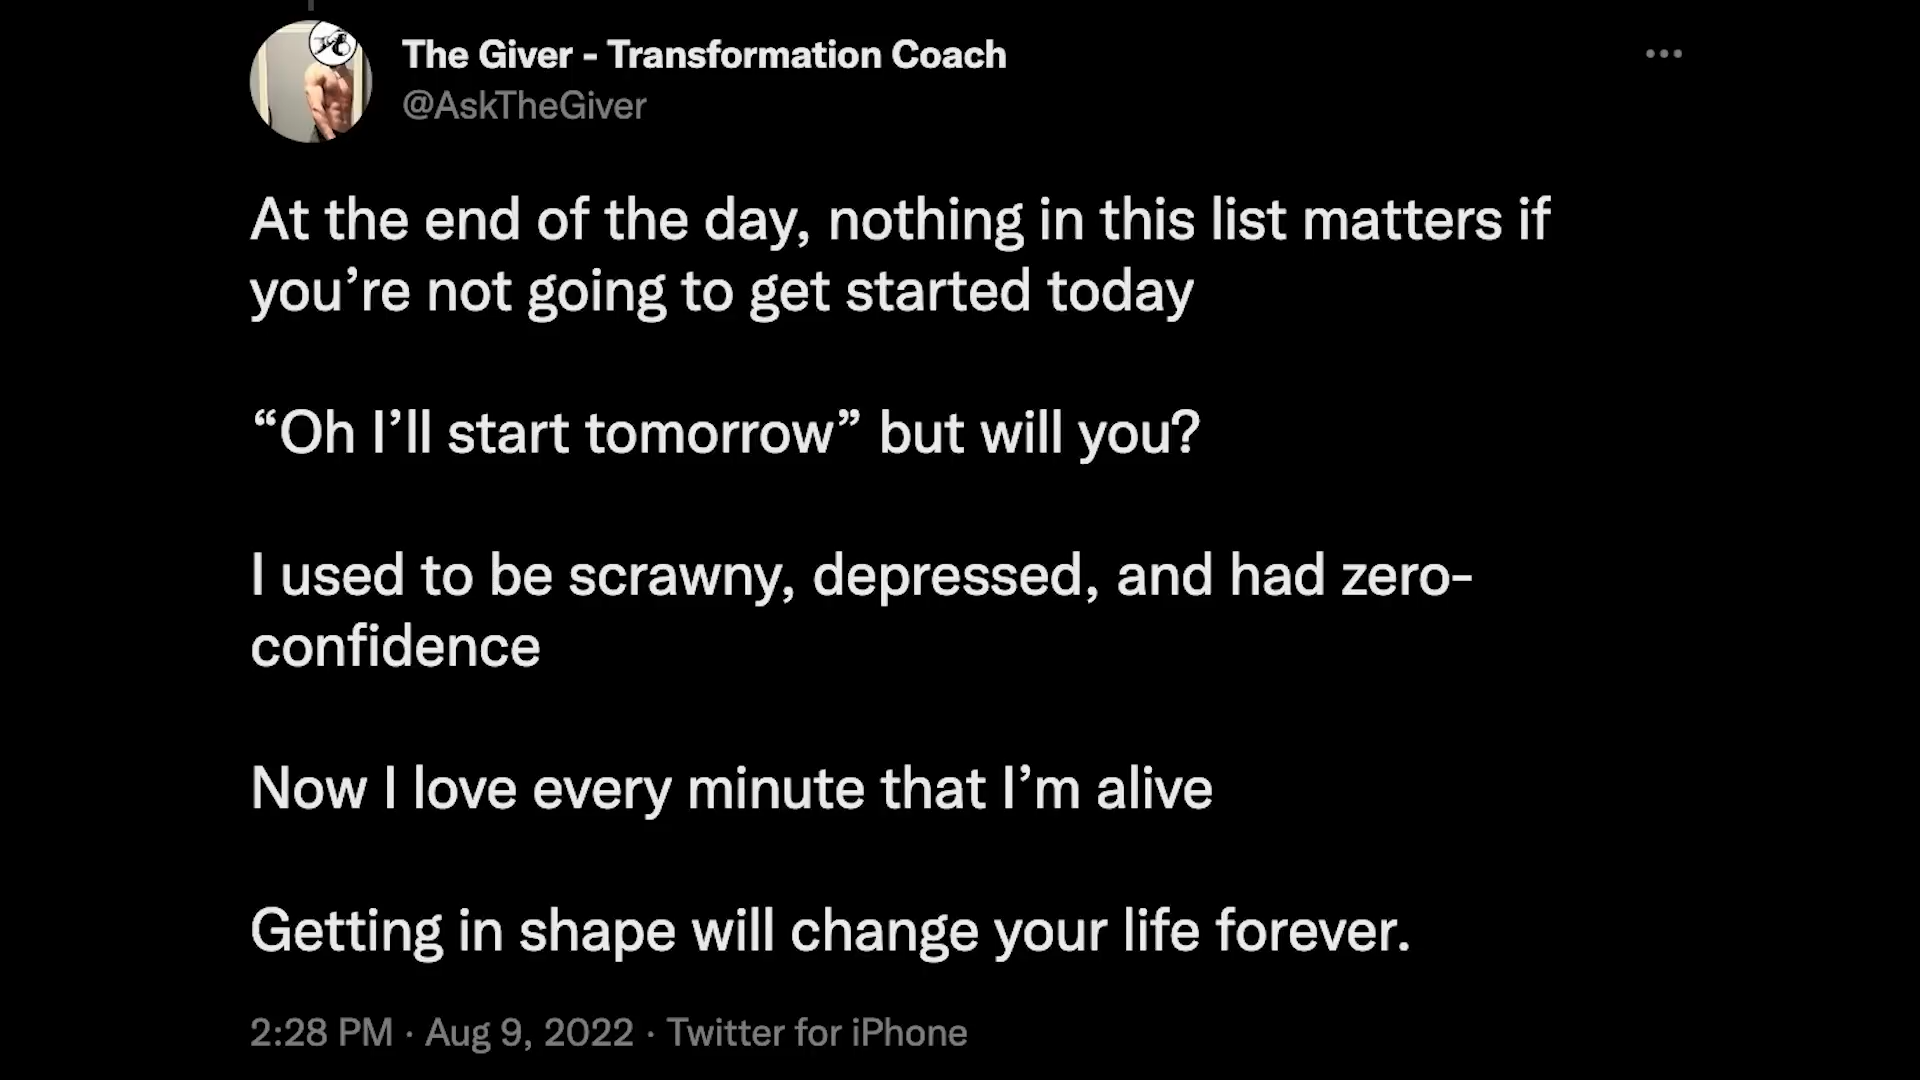 The Giver - Transformation Coach
@AskTheGiver
At the end of the day, nothing in this list matters if
you’re not going to get started today
“Oh I’ll start tomorrow” but will you?
I used to be scrawny, depressed, and had zero-
confidence
Now I love every minute that I’m alive
Getting in shape will change your life forever.
2:28 PM · Aug 9, 2022 · Twitter for iPhone